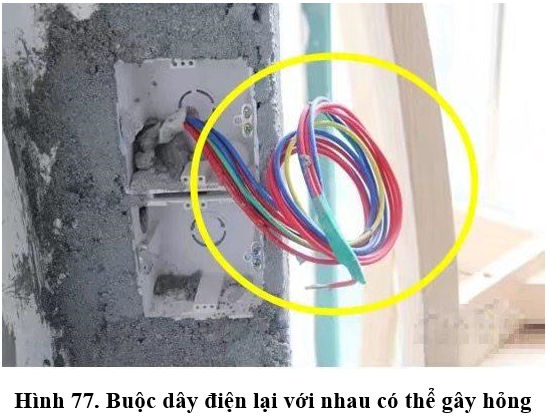 Hình 77. Buộc dây điện lại với nhau có thể gây hỏng